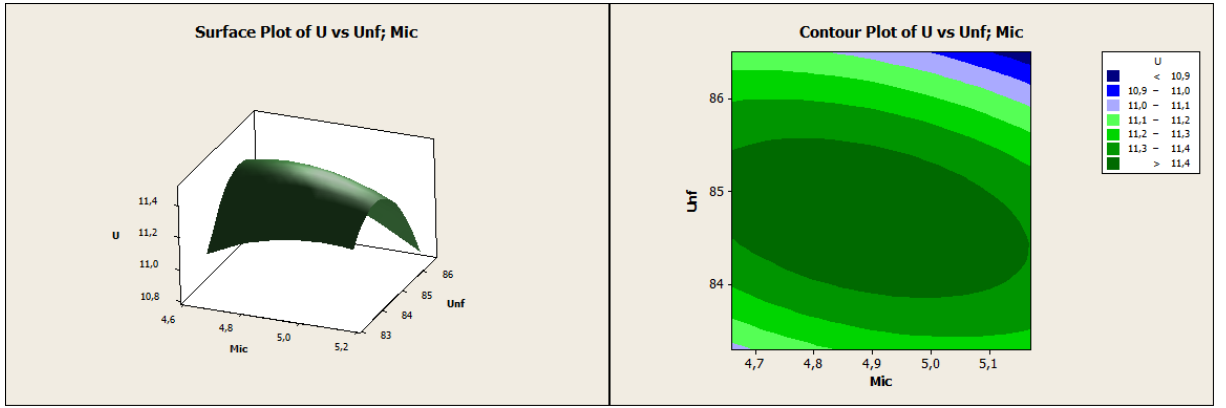 Surface Plot of U vs Unf; Mic
11,4
11,2
U
11,0
10,8
4,6
4,8
5,0
5,2
Mic
83
84
85
86
Unf
Contour Plot of U vs Unf; Mic
86
85
84
Unf
4,7 4,8 4,9 5,0 5,1
Mic
U
< 10,9
10,9 – 11,0
11,0 – 11,1
11,1 – 11,2
11,2 – 11,3
11,3 – 11,4
> 11,4